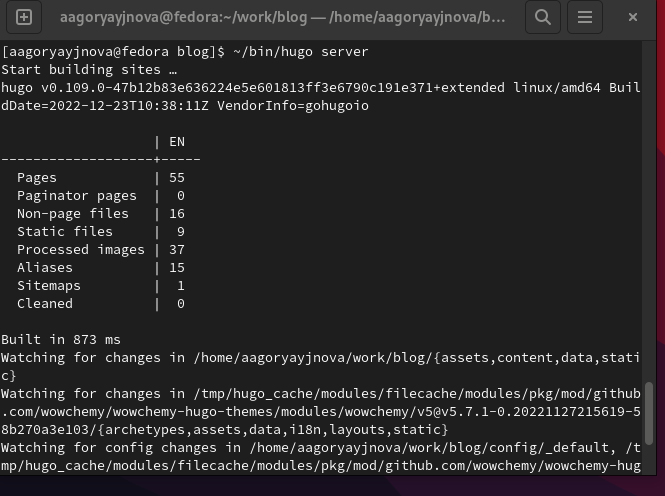 aagoryayjnova@fedora:~/work/blog — /home/aagoryayjnova/b...
[aagoryayjnova@fedora blog]$ ~/bin/hugo server
Start building sites …
hugo v0.109.0-47b12b83e636224e5e601813ff3e6790c191e371+extended linux/amd64 Buil
dDate=2022-12-23T10:38:11Z VendorInfo=gohugoio
| EN
-------------------+-----
Pages | 55
Paginator pages | 0
Non-page files | 16
Static files | 9
Processed images | 37
Aliases | 15
Sitemaps | 1
Cleaned | 0
Built in 873 ms
Watching for changes in /home/aagoryayjnova/work/blog/{assets,content,data,stati
c}
Watching for changes in /tmp/hugo_cache/modules/filecache/modules/pkg/mod/github
.com/wowchemy/wowchemy-hugo-themes/modules/wowchemy/v5@v5.7.1-0.20221127215619-5
8b270a3e103/{archetypes,assets,data,i18n,layouts,static}
Watching for config changes in /home/aagoryayjnova/work/blog/config/_default, /t
mp/hugo_cache/modules/filecache/modules/pkg/mod/github.com/wowchemy/wowchemy-hug